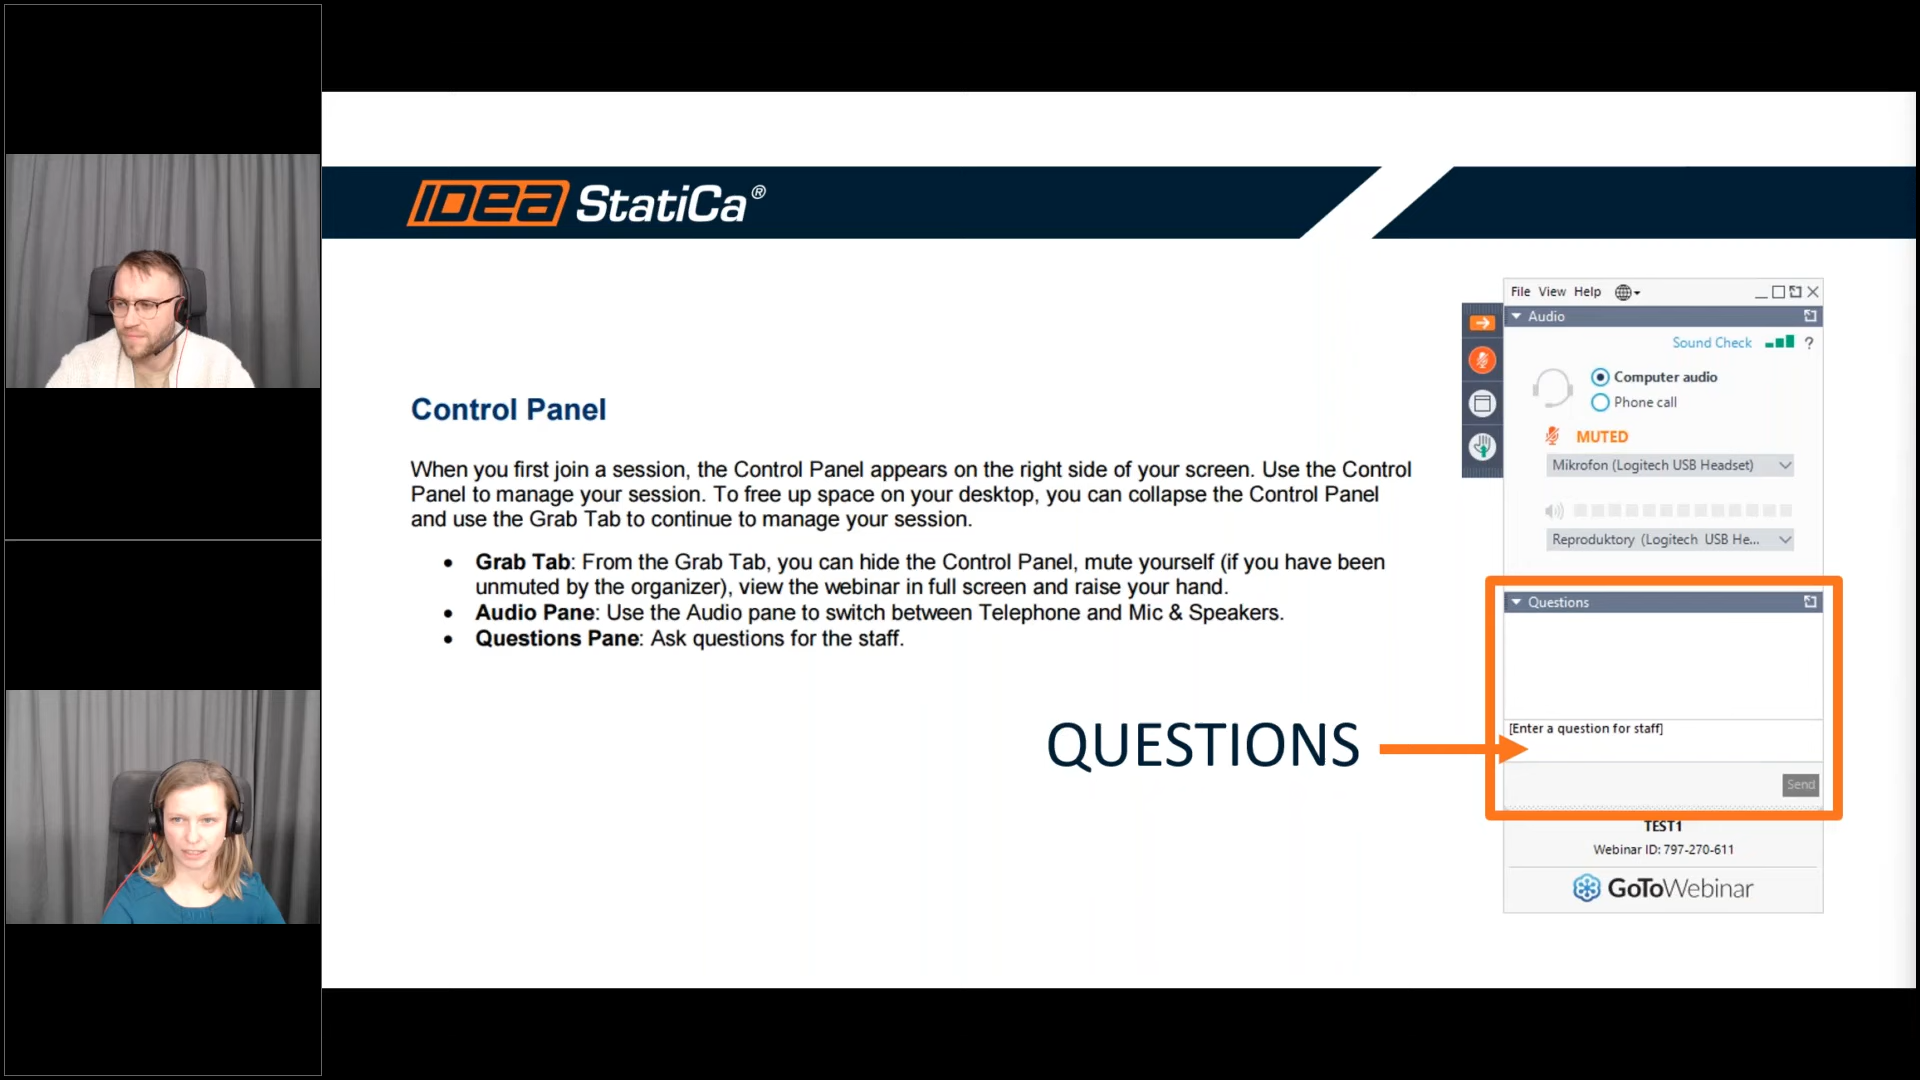 IDEA StatiCa®
Control Panel
When you first join a session, the Control Panel appears on the right side of your screen. Use the Control
Panel to manage your session. To free up space on your desktop, you can collapse the Control Panel
and use the Grab Tab to continue to manage your session.
• Grab Tab: From the Grab Tab, you can hide the Control Panel, mute yourself (if you have been
unmuted by the organizer), view the webinar in full screen and raise your hand.
• Audio Pane: Use the Audio pane to switch between Telephone and Mic & Speakers.
• Questions Pane: Ask questions for the staff.
QUESTIONS
File View Help
Audio
Sound Check ?
Computer audio
Phone call
MUTED
Mikrofon (Logitech USB Headset)
Reproduktory (Logitech USB He...
Questions
[Enter a question for staff]
Send
TEST1
Webinar ID: 797-270-611
GoToWebinar